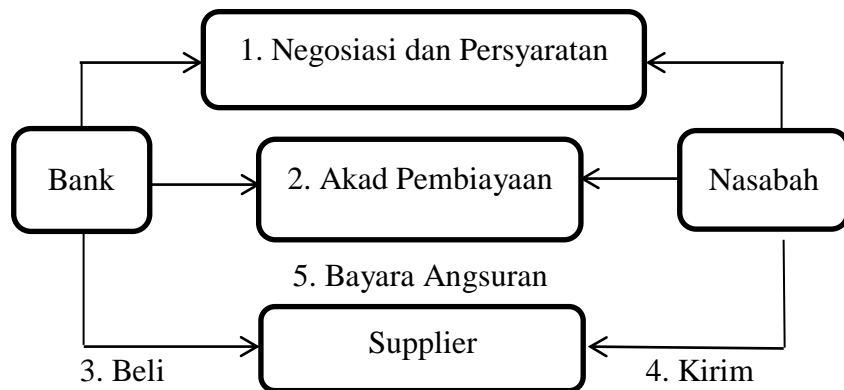 1. Negosiasi dan Persyaratan
Bank
2. Akad Pembiayaan
Nasabah
5. Bayara Angsuran
Supplier
3. Beli
4. Kirim